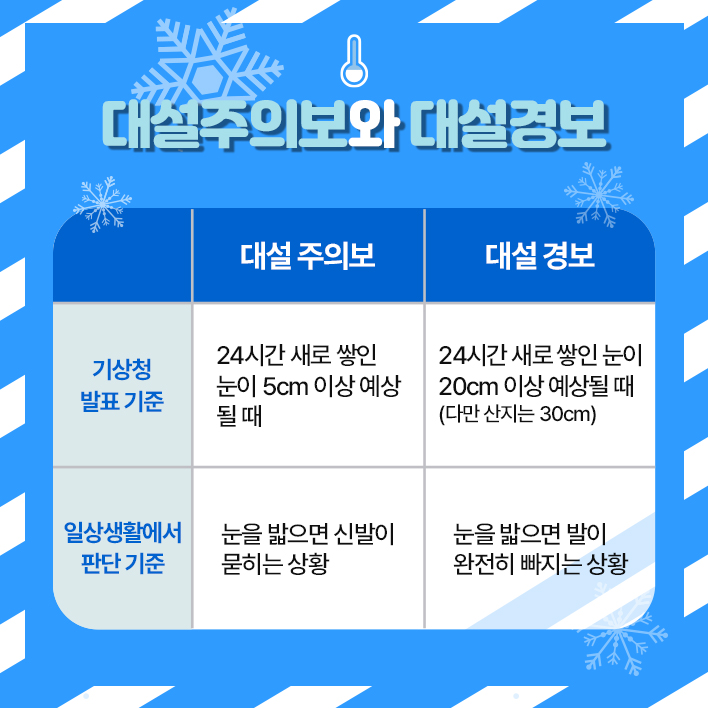 대설주의보와 대설경보
대설 주의보
대설 경보
기상청
발표 기준
24시간 새로 쌓인
눈이 5cm 이상 예상
될 때
24시간 새로 쌓인 눈이
20cm 이상 예상될 때
(다만 산지는 30cm)
일상생활에서
판단 기준
눈을 밟으면 신발이
묻히는 상황
눈을 밟으면 발이
완전히 빠지는 상황